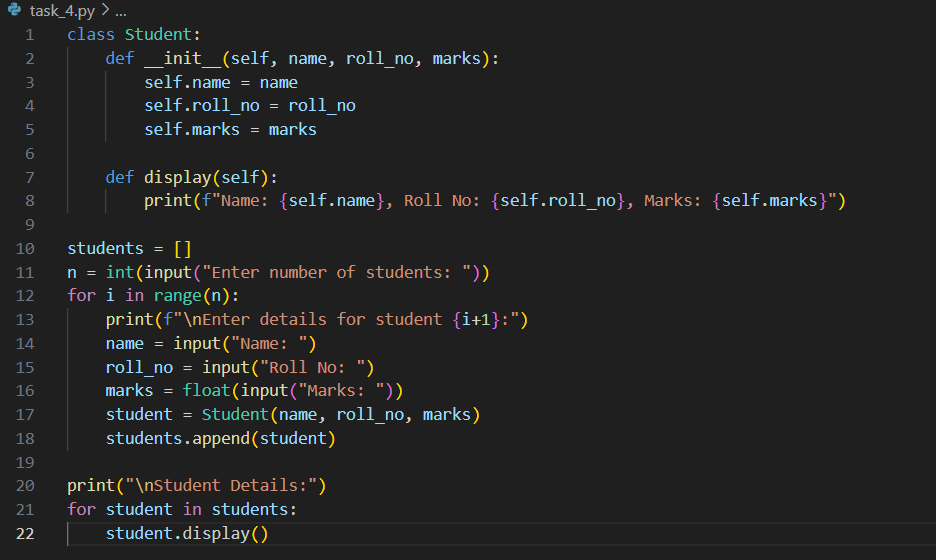 task_4.py > ...
1 class Student:
2     def __init__(self, name, roll_no, marks):
3         self.name = name
4         self.roll_no = roll_no
5         self.marks = marks
6
7     def display(self):
8         print(f"Name: {self.name}, Roll No: {self.roll_no}, Marks: {self.marks}")
9
10 students = []
11 n = int(input("Enter number of students: "))
12 for i in range(n):
13     print(f"\nEnter details for student {i+1}:")
14     name = input("Name: ")
15     roll_no = input("Roll No: ")
16     marks = float(input("Marks: "))
17     student = Student(name, roll_no, marks)
18     students.append(student)
19
20 print("\nStudent Details:")
21 for student in students:
22     student.display()